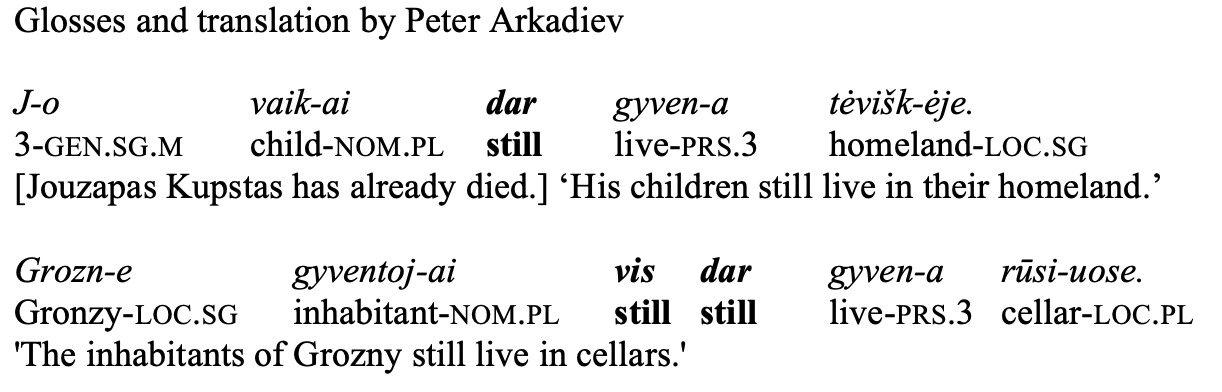 Glosses and translation by Peter Arkadiev
J-o vaik-ai dar gyven-a tėvišk-ėje.
3-GEN.SG.M child-NOM.PL still live-PRS.3 homeland-LOC.SG
[Jouzapas Kupstas has already died.] ‘His children still live in their homeland.’
Grozn-e gyventoj-ai vis dar gyven-a rūsi-uose.
Gronzy-LOC.SG inhabitant-NOM.PL still still live-PRS.3 cellar-LOC.PL
'The inhabitants of Grozny still live in cellars.'